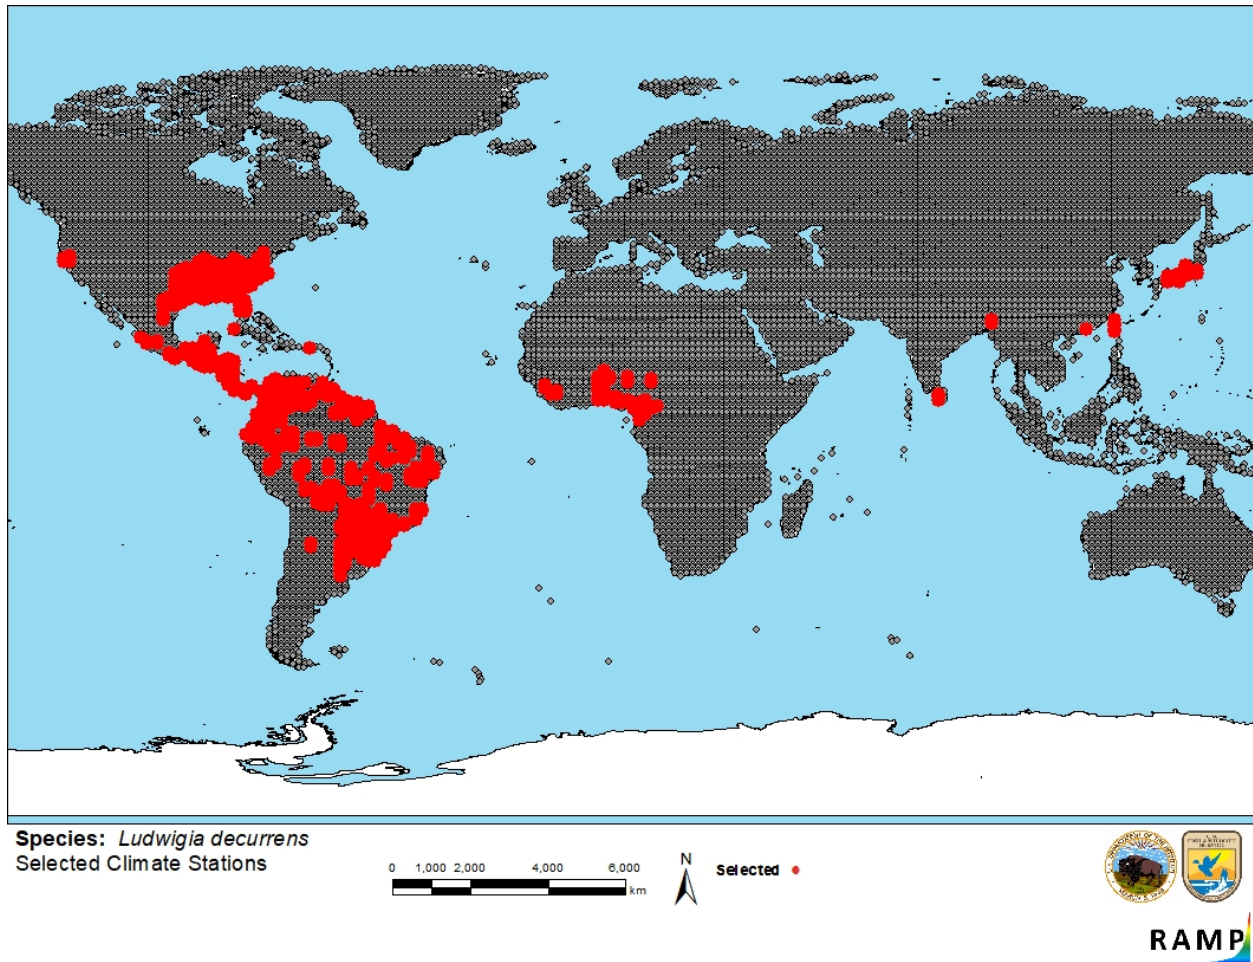 Species: Ludwigia decurrens
Selected Climate Stations
0 1,000 2,000 4,000 6,000
km
N
Selected
RAMP